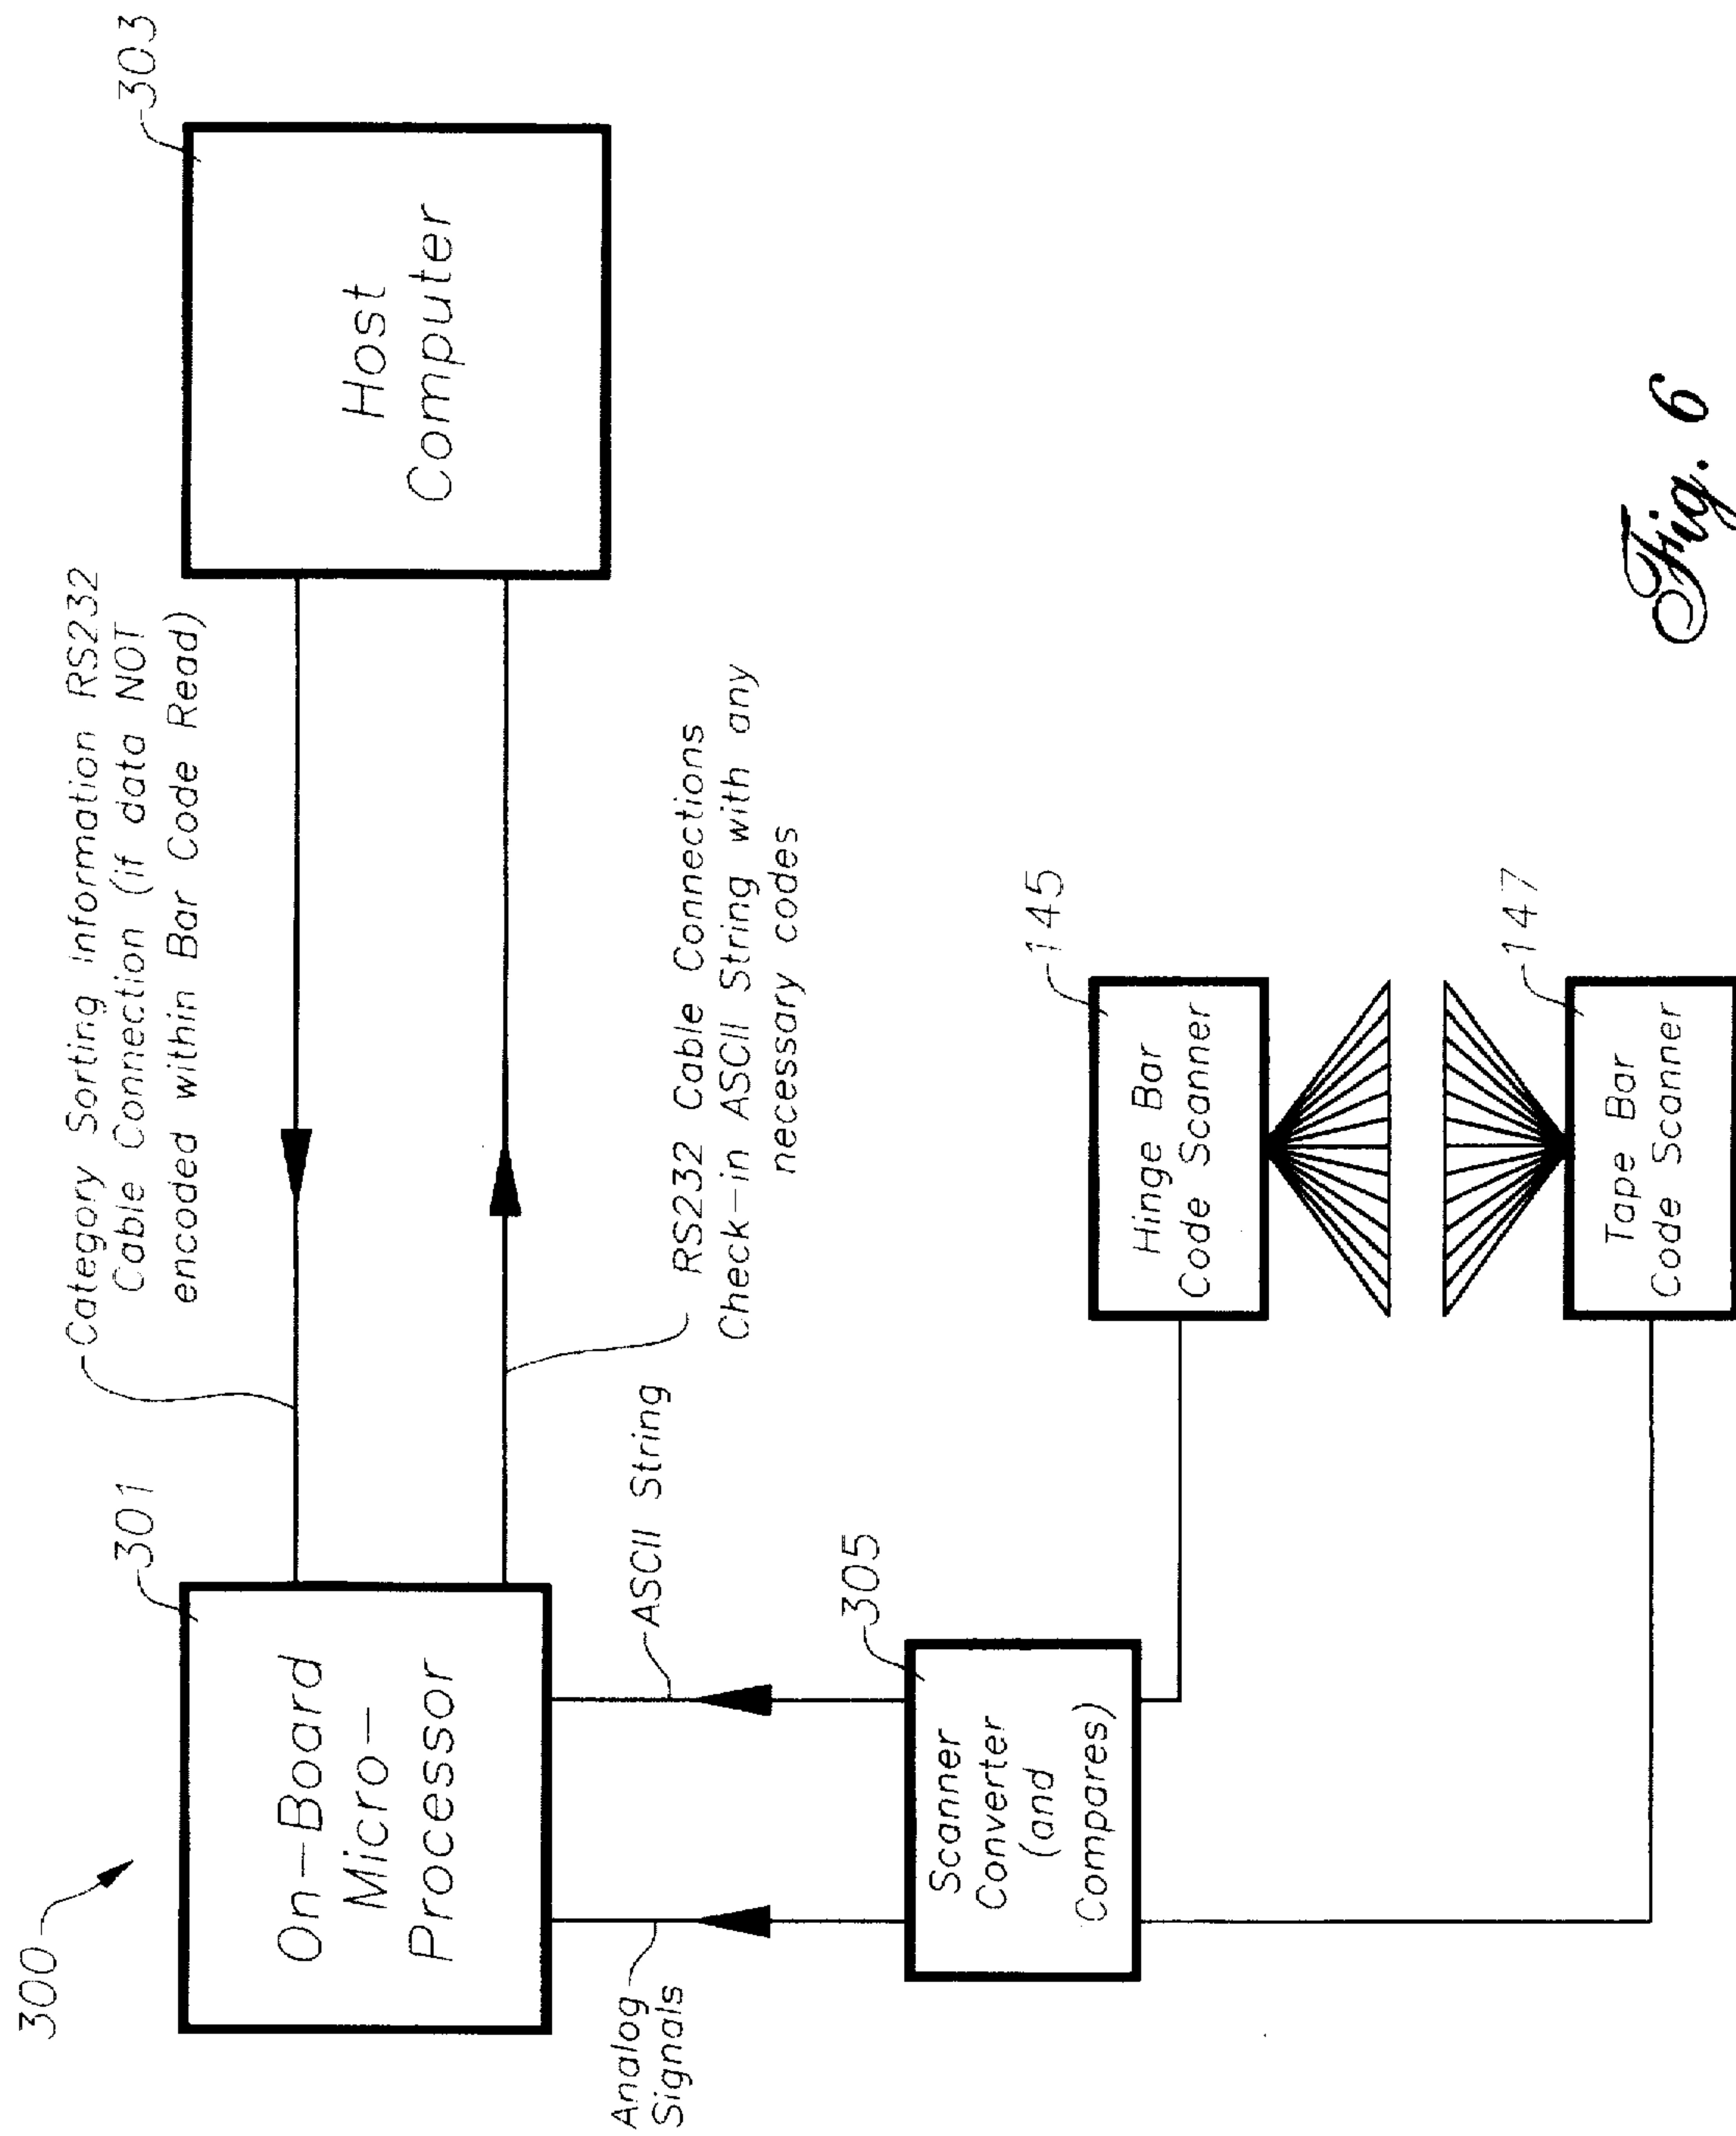 300
301
303
On-Board
Micro-
Processor
Host
Computer
Category Sorting Information RS232
Cable Connection (if data NOT
encoded within Bar Code Read)
RS232 Cable Connections
Check-in ASCII String with any
necessary codes
Analog
Signals
ASCII String
305
Scanner
Converter
(and
Compares)
145
Hinge Bar
Code Scanner
147
Tape Bar
Code Scanner
Fig. 6